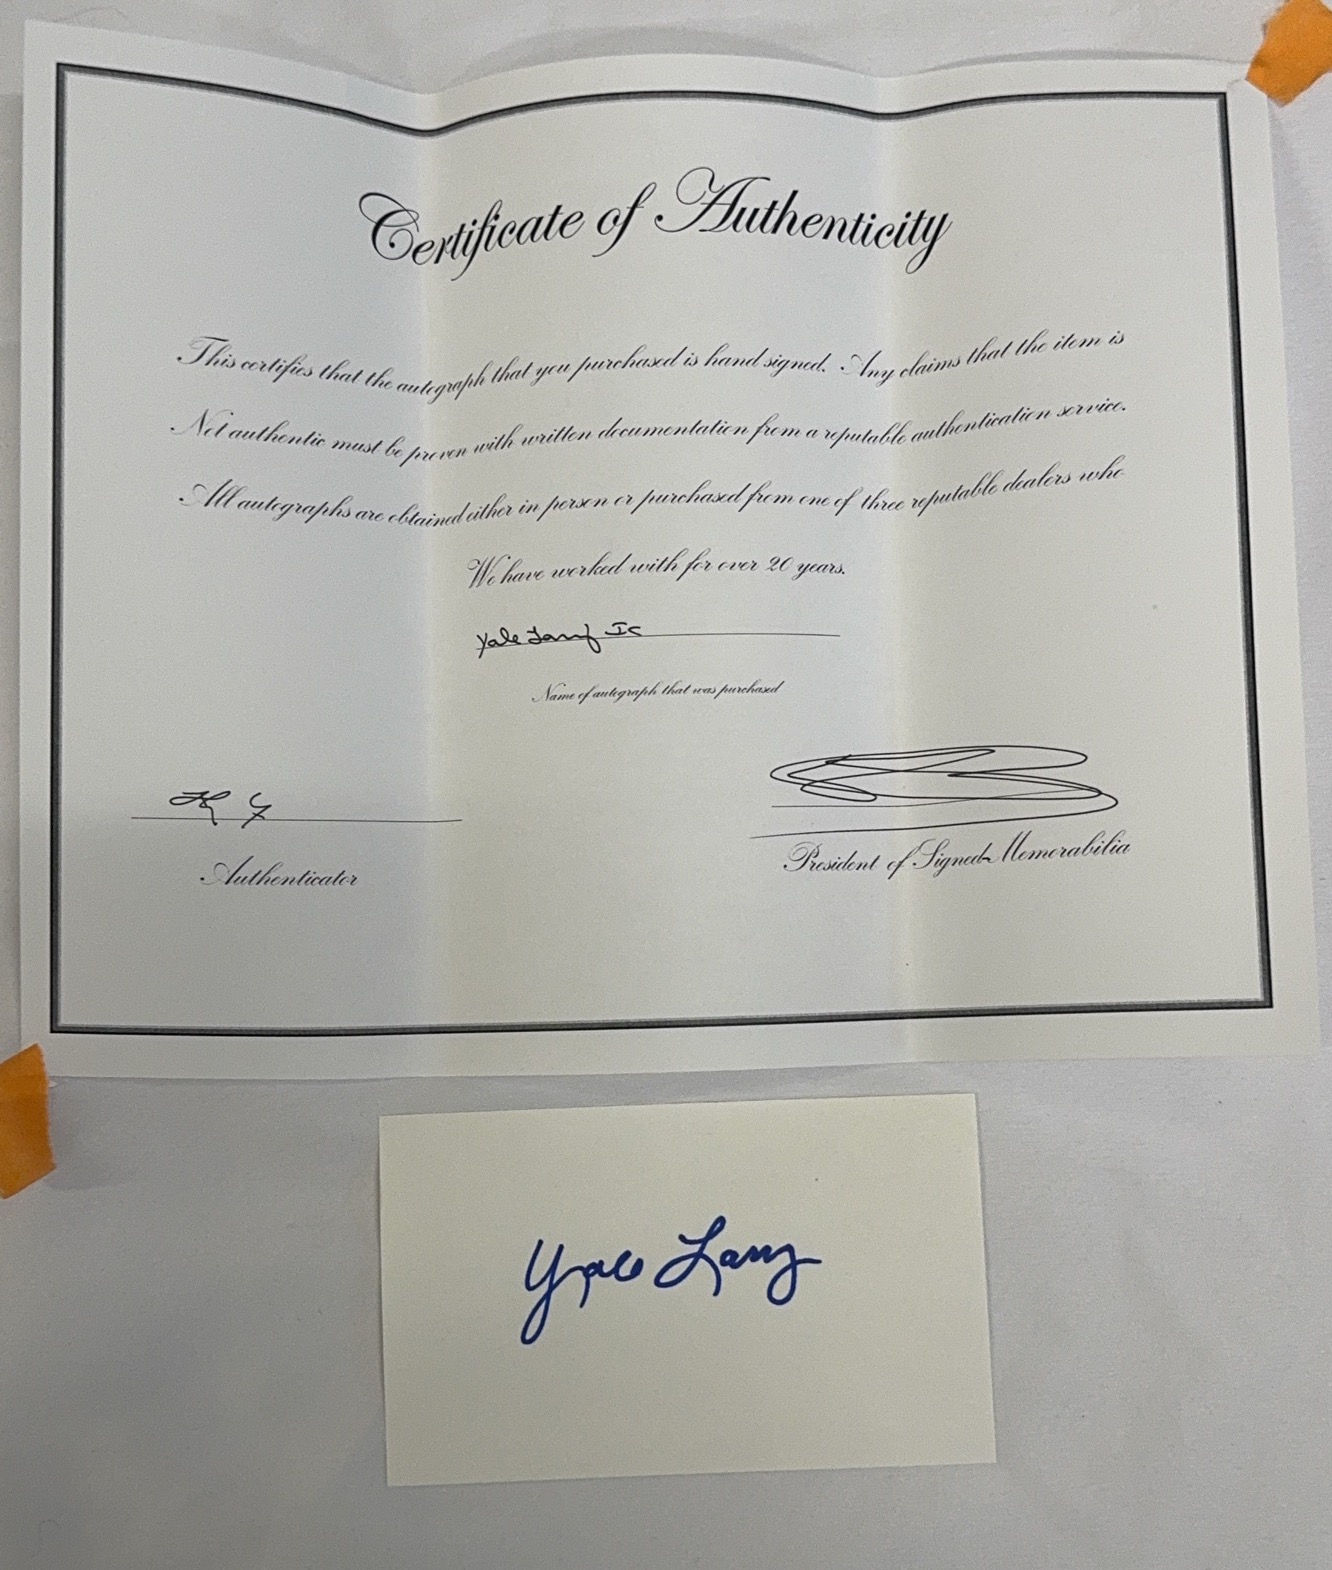 Certificate of Authenticity
This certifies that the autograph that you purchased is hand signed. Any claims that the item is
Not authentic must be proven with written documentation from a reputable authentication service.
All autographs are obtained either in person or purchased from one of three reputable dealers who
We have worked with for over 20 years.
Yale Lary
Name of autograph that was purchased
Authenticator
President of Signed Memorabilia
Yale Lary